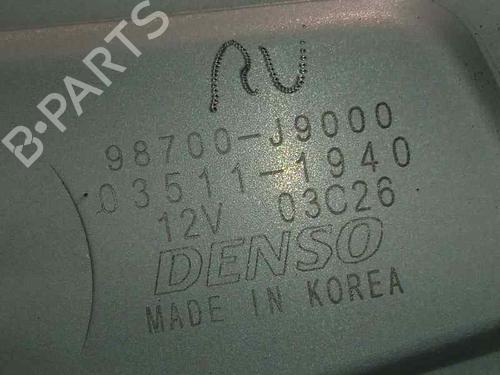 RU
98700-J9000
03511-1940
12V 03C26
DENSO
MADE IN KOREA
B-PARTS